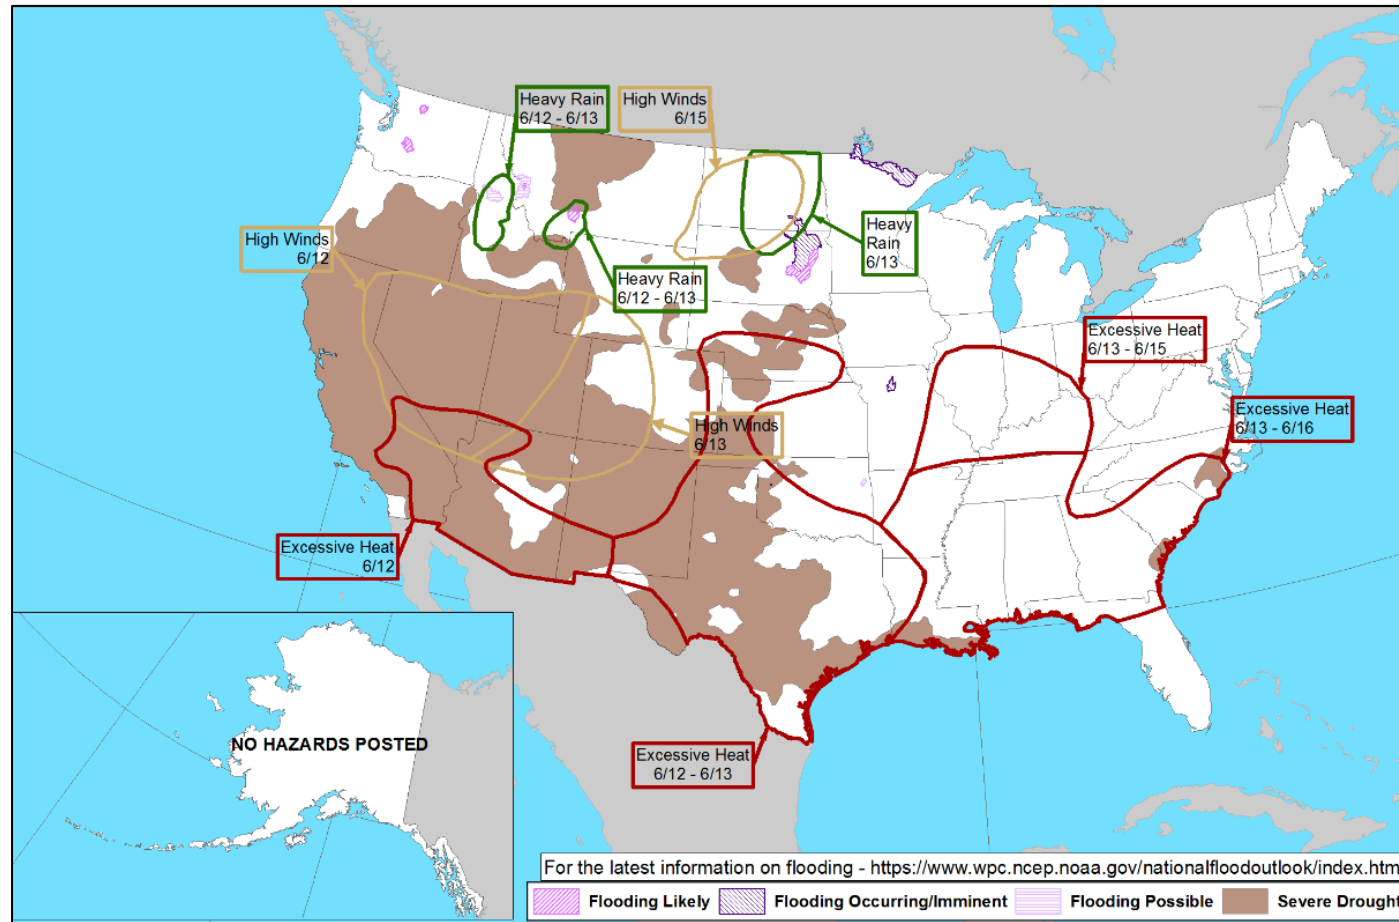 Heavy Rain
6/12 - 6/13
High Winds
6/15
High Winds
6/12
Heavy
Rain
6/13
Heavy Rain
6/12 - 6/13
Excessive Heat
6/13 - 6/15
Excessive Heat
6/13 - 6/16
High Winds
6/13
Excessive Heat
6/12
Excessive Heat
6/12 - 6/13
NO HAZARDS POSTED
For the latest information on flooding - https://www.wpc.ncep.noaa.gov/nationalfloodoutlook/index.htm
Flooding Likely Flooding Occurring/Imminent Flooding Possible Severe Drough